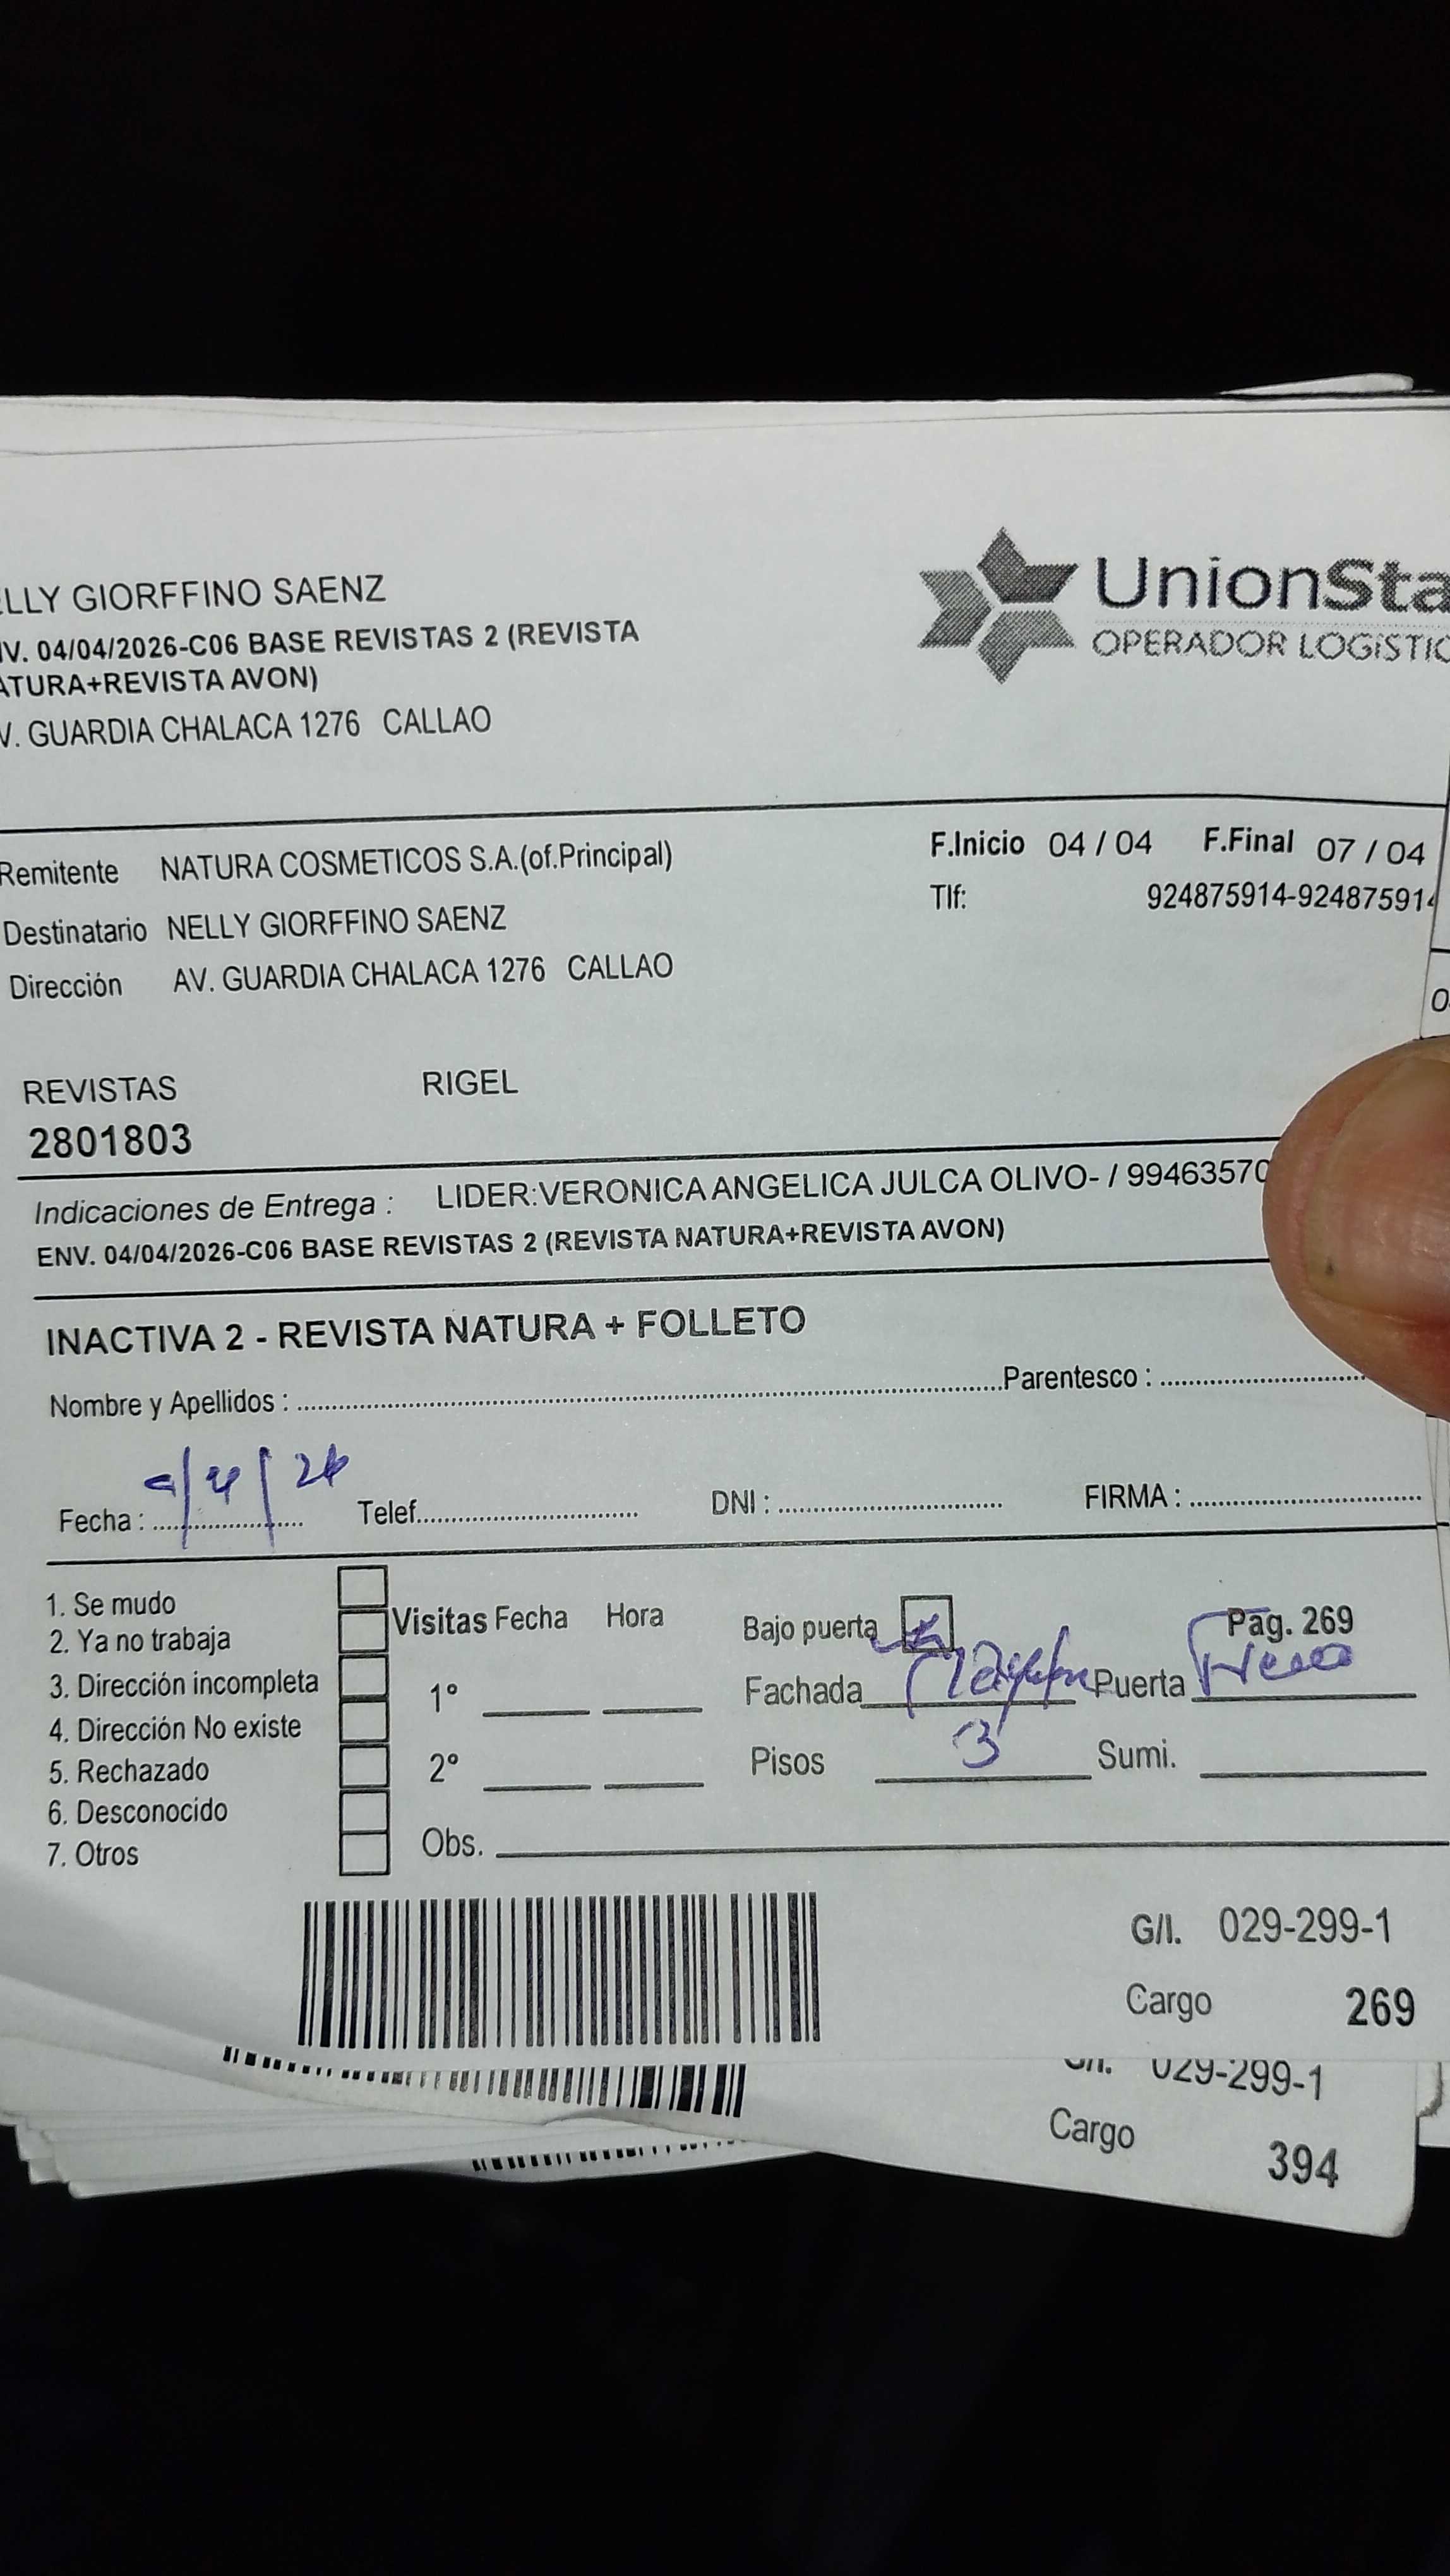 LLY GIORFFINO SAENZ
V. 04/04/2026-C06 BASE REVISTAS 2 (REVISTA
ATURA+REVISTA AVON)
V. GUARDIA CHALACA 1276 CALLAO
UnionSta
OPERADOR LOGISTIC
Remitente NATURA COSMETICOS S.A.(of.Principal)
Destinatario NELLY GIORFFINO SAENZ
Dirección AV. GUARDIA CHALACA 1276 CALLAO
F.Inicio 04 / 04 F.Final 07 / 04
Tlf: 924875914-924875914
REVISTAS RIGEL
2801803
Indicaciones de Entrega : LIDER:VERONICA ANGELICA JULCA OLIVO- / 99463570
ENV. 04/04/2026-C06 BASE REVISTAS 2 (REVISTA NATURA+REVISTA AVON)
INACTIVA 2 - REVISTA NATURA + FOLLETO
Nombre y Apellidos : Parentesco :
Fecha : /4/26 Telef. DNI : FIRMA :
1. Se mudo
2. Ya no trabaja
3. Dirección incompleta
4. Dirección No existe
5. Rechazado
6. Desconocido
7. Otros
Visitas Fecha Hora
1º
2º
Obs.
Bajo puerta Pág. 269
Fachada Puerta
Pisos 3 Sumi.
G/I. 029-299-1
Cargo 269
G/I. 029-299-1
Cargo 394